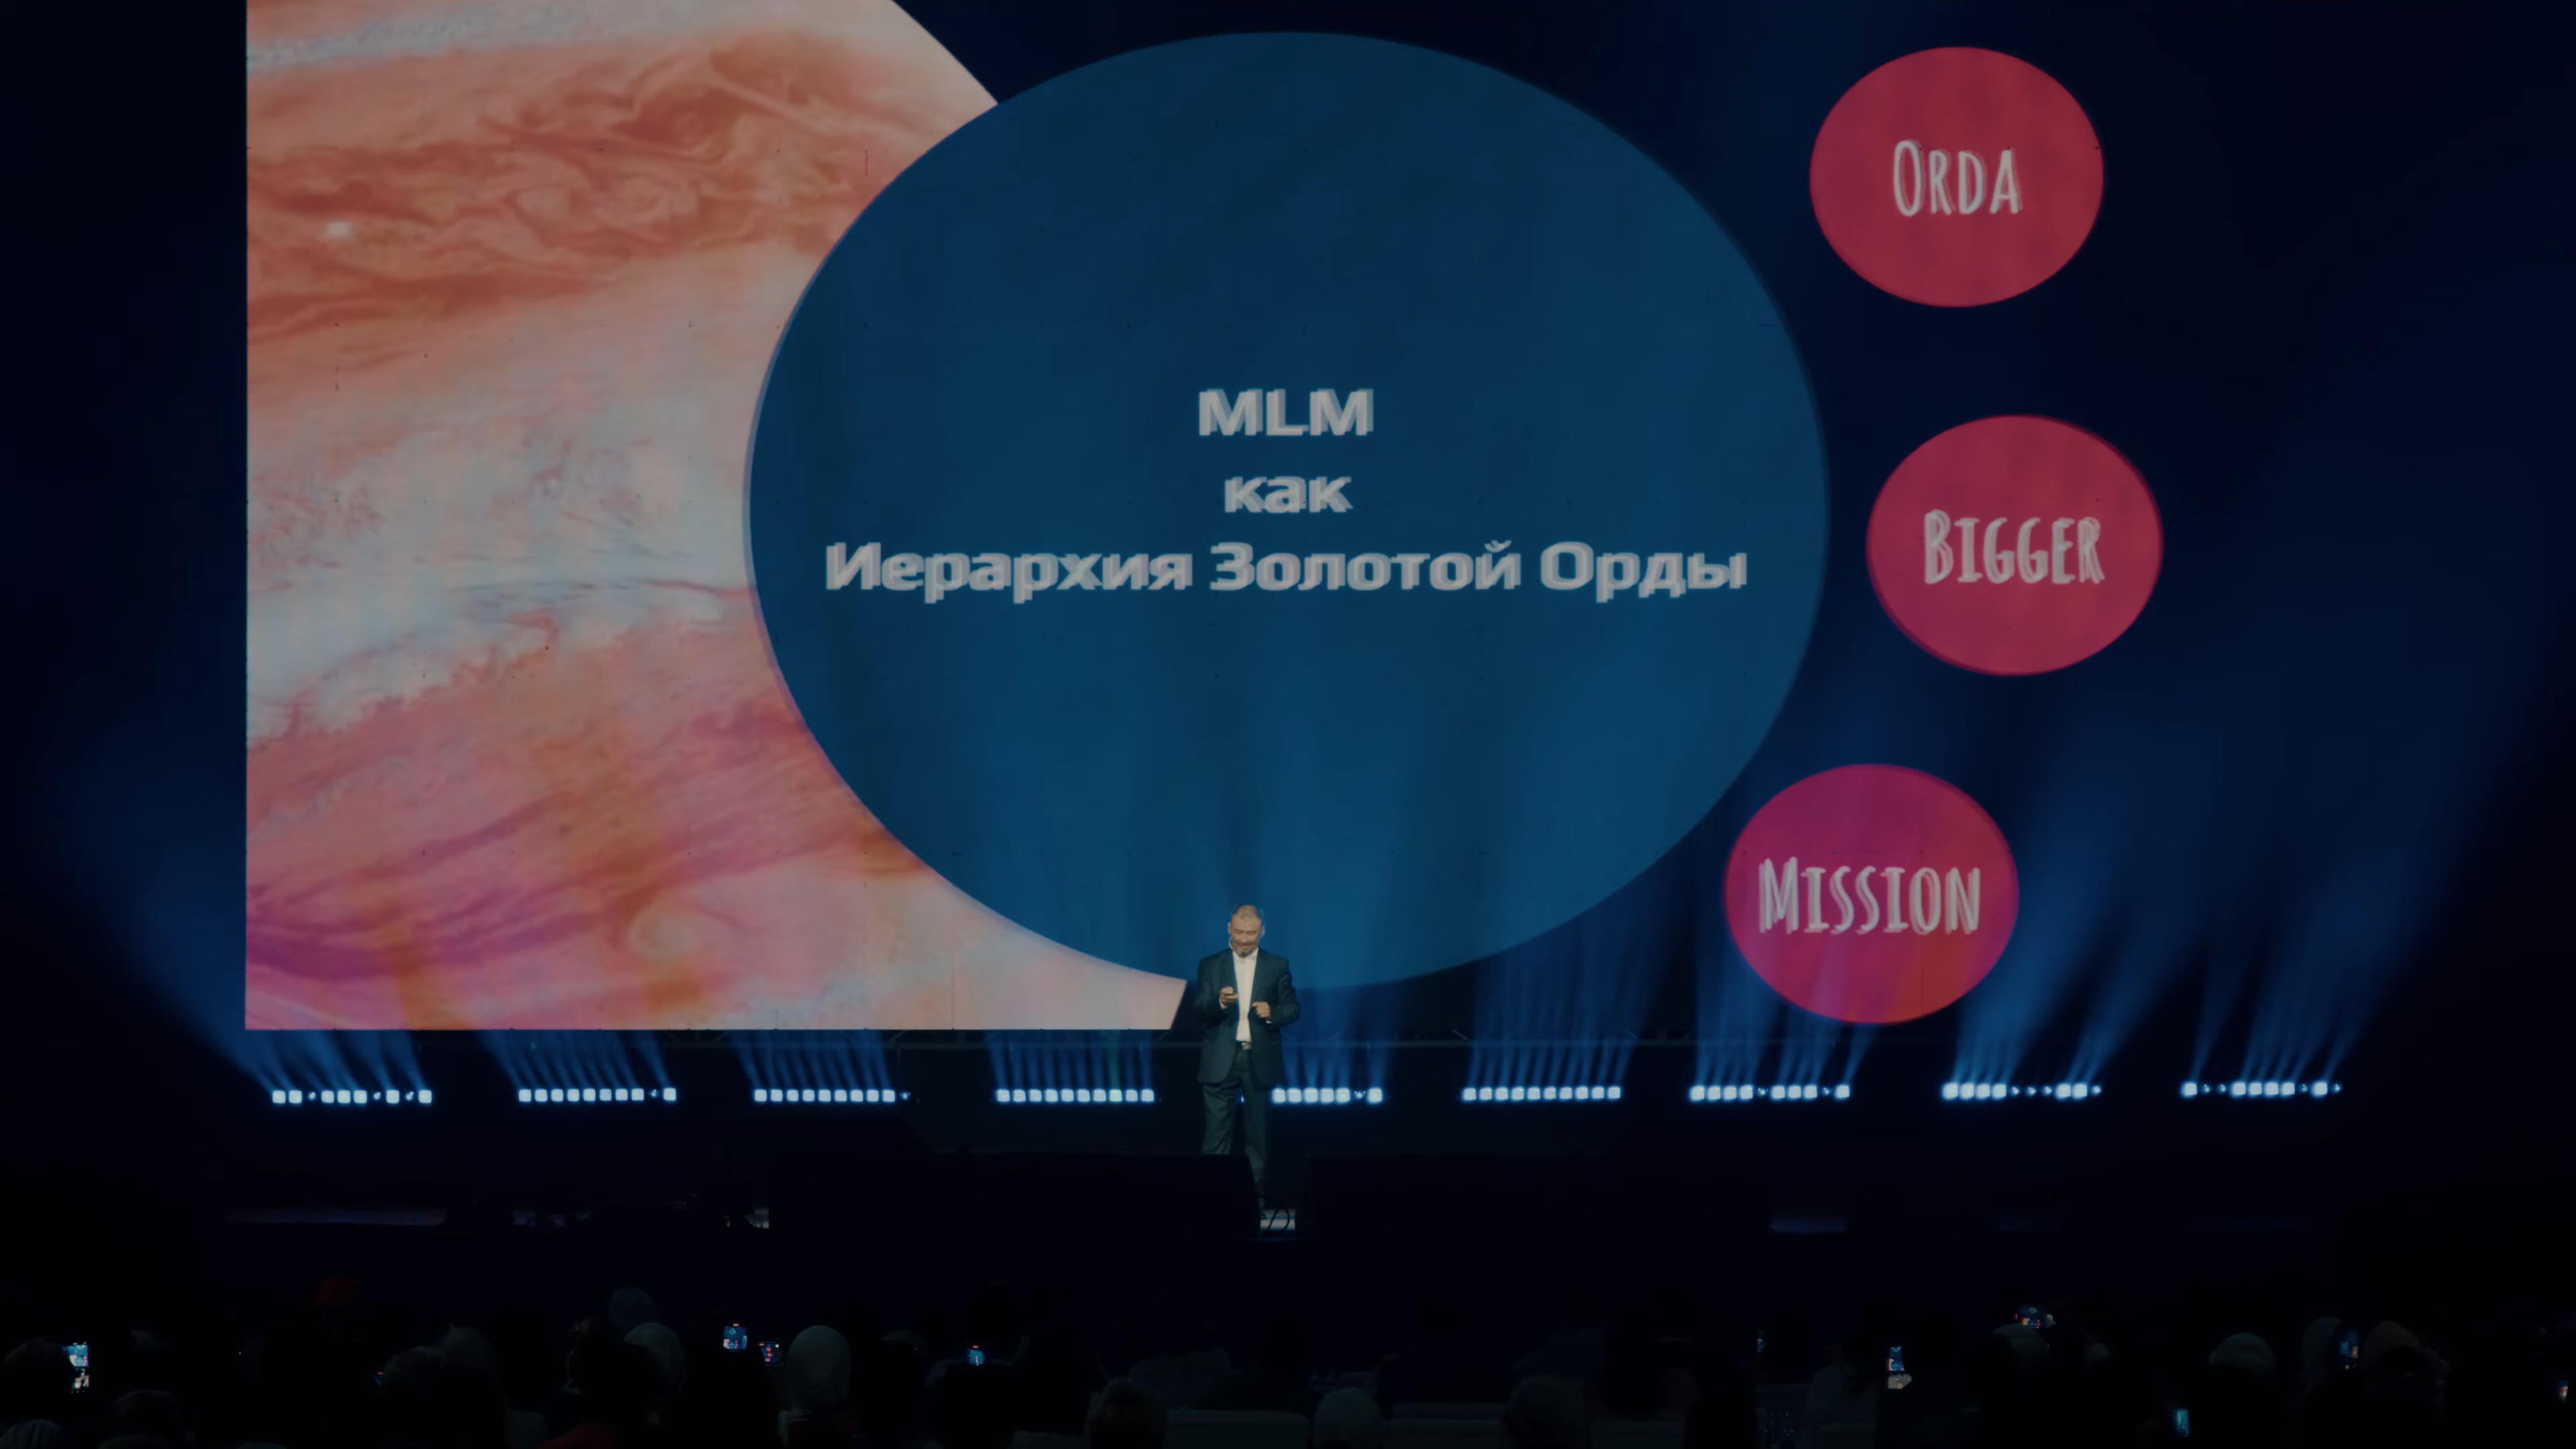 MLM
как
Иерархия Золотой Орды
ORDA
BIGGER
MISSION